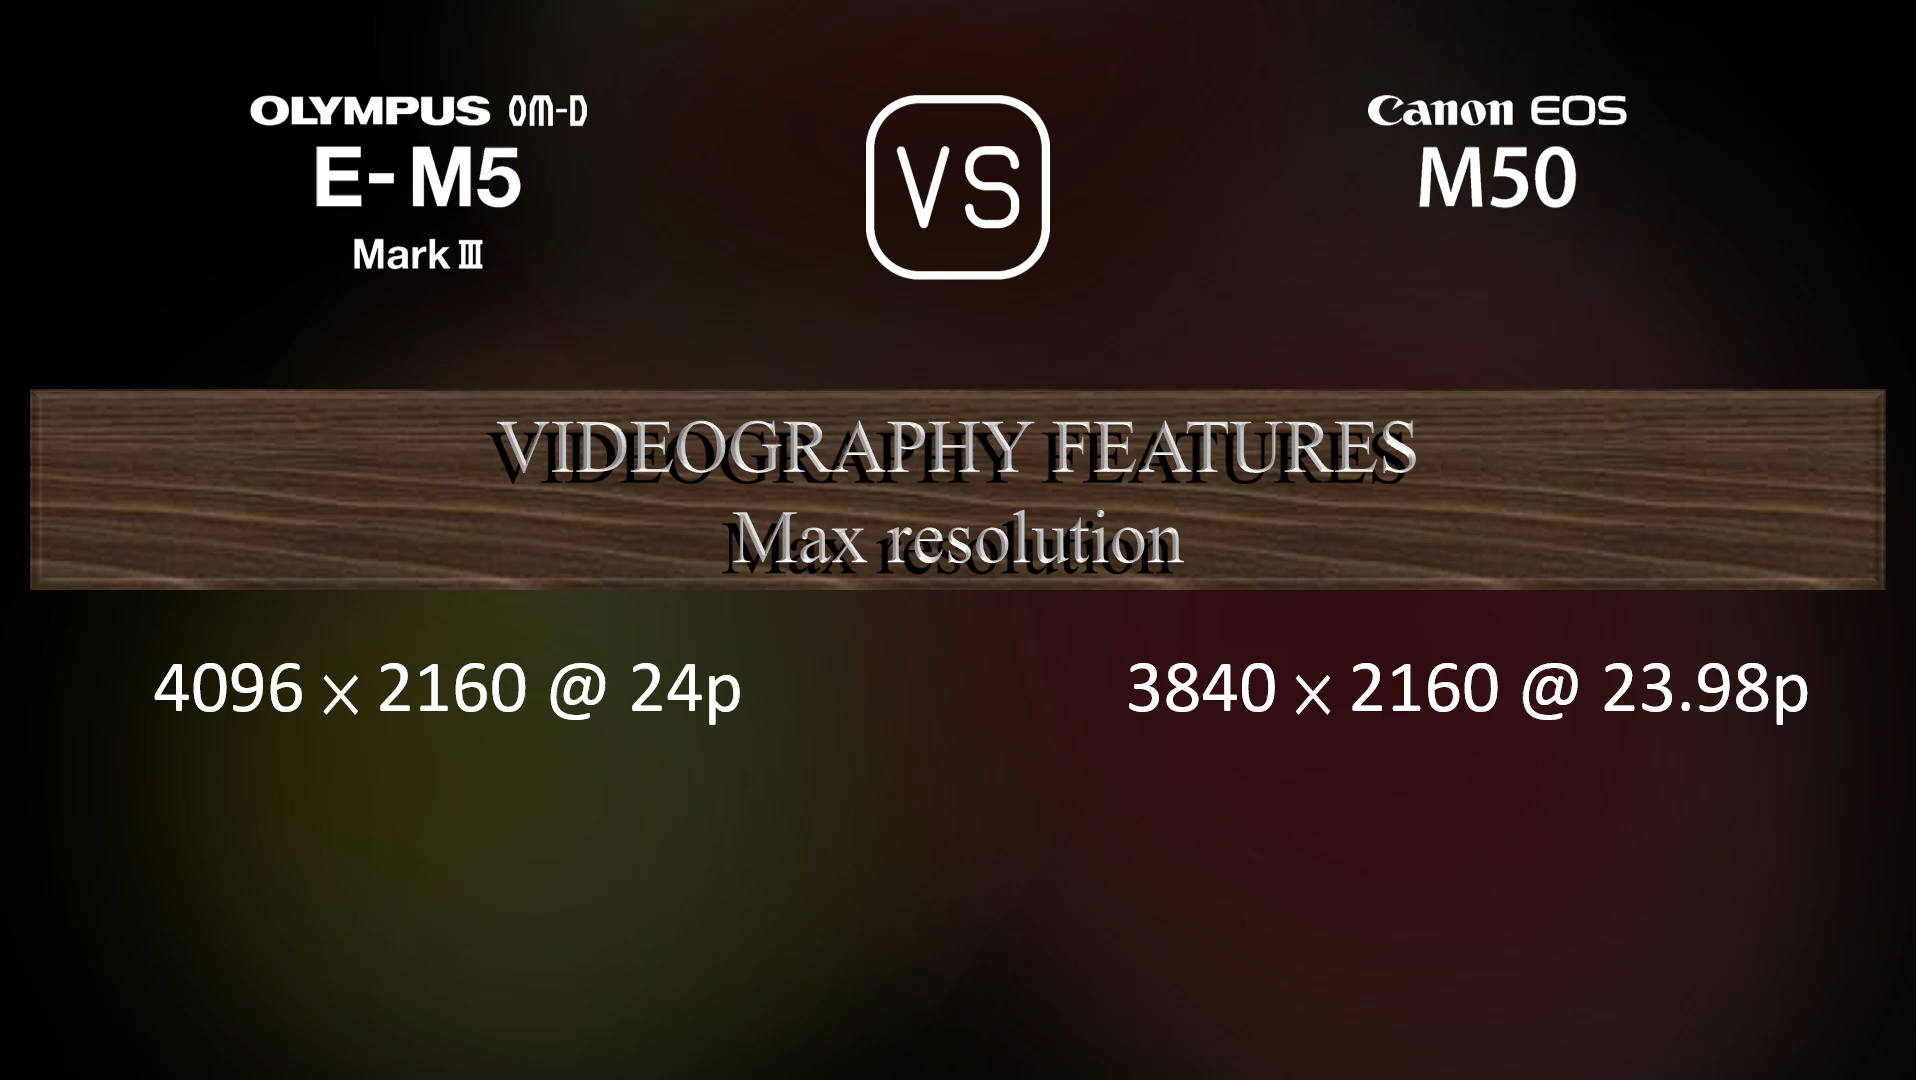 OLYMPUS OM-D
E-M5
Mark III
VS
Canon EOS
M50
VIDEOGRAPHY FEATURES
Max resolution
4096 x 2160 @ 24p
3840 x 2160 @ 23.98p